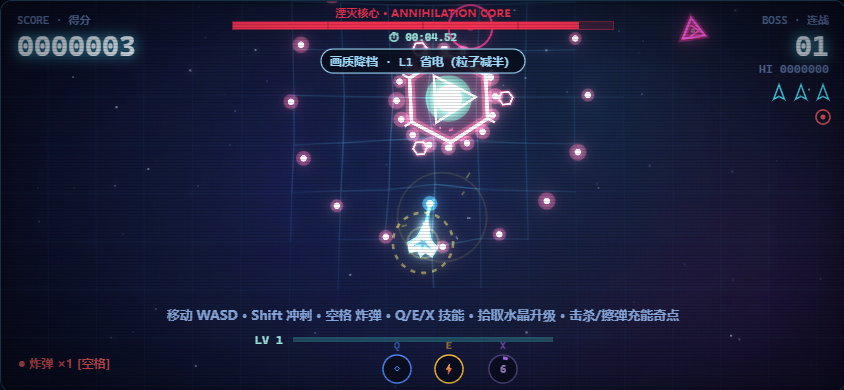 SCORE · 得分
0000003
湮灭核心 · ANNIHILATION CORE
⏱ 00:04.52
画质降档 · L1 省电 (粒子减半)
BOSS · 连战
01
HI 0000000
移动 WASD • Shift 冲刺 • 空格 炸弹 • Q/E/X 技能 • 拾取水晶升级 • 击杀/擦弹充能奇点
LV 1
Q E X
6
● 炸弹 ×1 [空格]